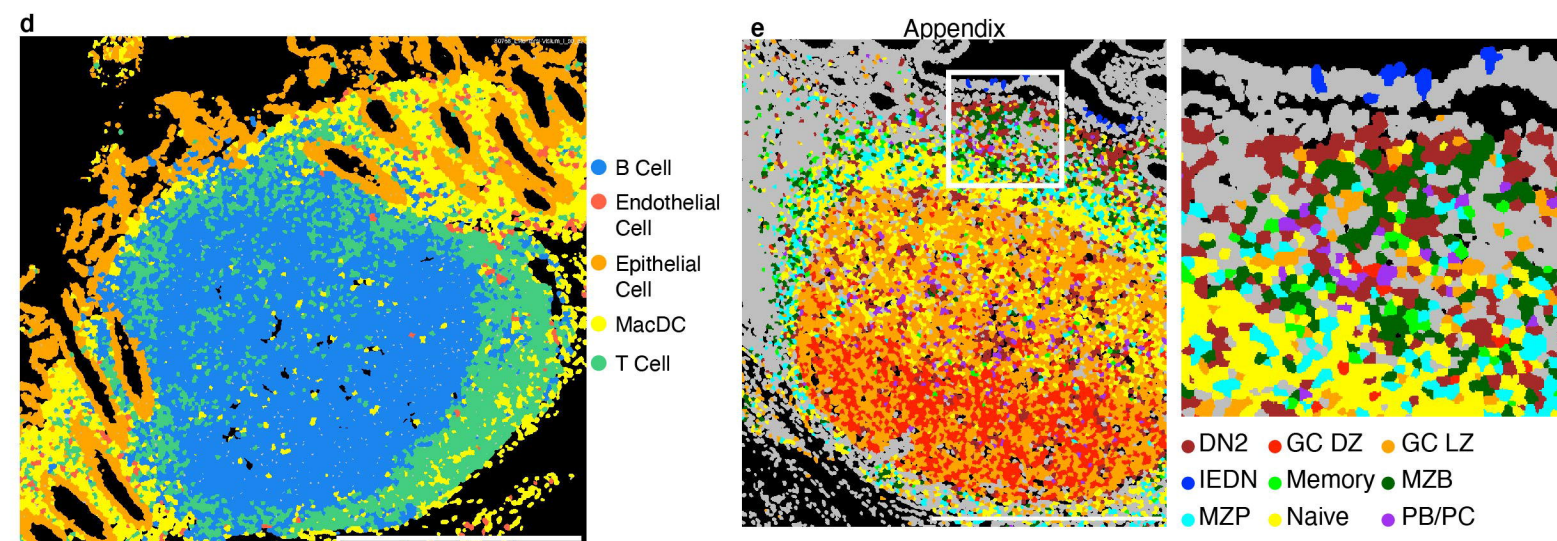 d
e
Appendix
B Cell
Endothelial
Cell
Epithelial
Cell
MacDC
T Cell
DN2 GC DZ GC LZ
IEDN Memory MZB
MZP Naive PB/PC